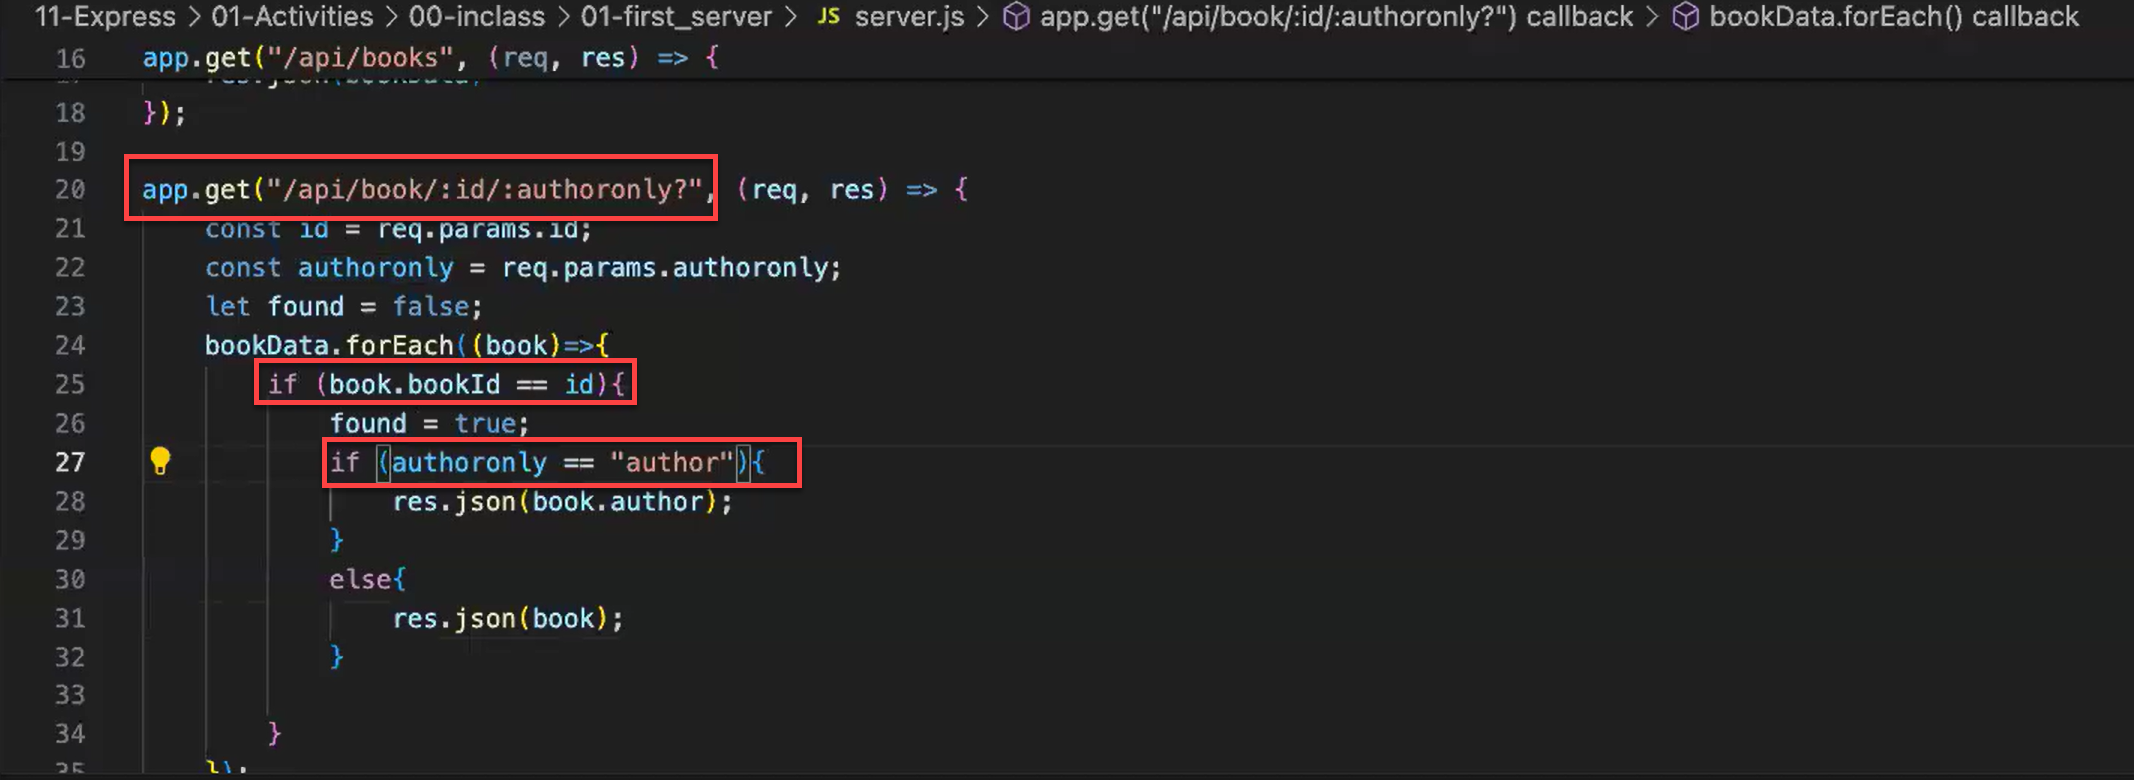 11-Express > 01-Activities > 00-inclass > 01-first_server > JS server.js > app.get("/api/book/:id/:authoronly?") callback > bookData.forEach() callback
16 app.get("/api/books", (req, res) => {
res.json(bookData)
18 });
19
20 app.get("/api/book/:id/:authoronly?", (req, res) => {
21 const id = req.params.id;
22 const authoronly = req.params.authoronly;
23 let found = false;
24 bookData.forEach((book)=>{
25 if (book.bookId == id){
26 found = true;
27 if (authoronly == "author"){
28 res.json(book.author);
29 }
30 else{
31 res.json(book);
32 }
33
34 }
35 });